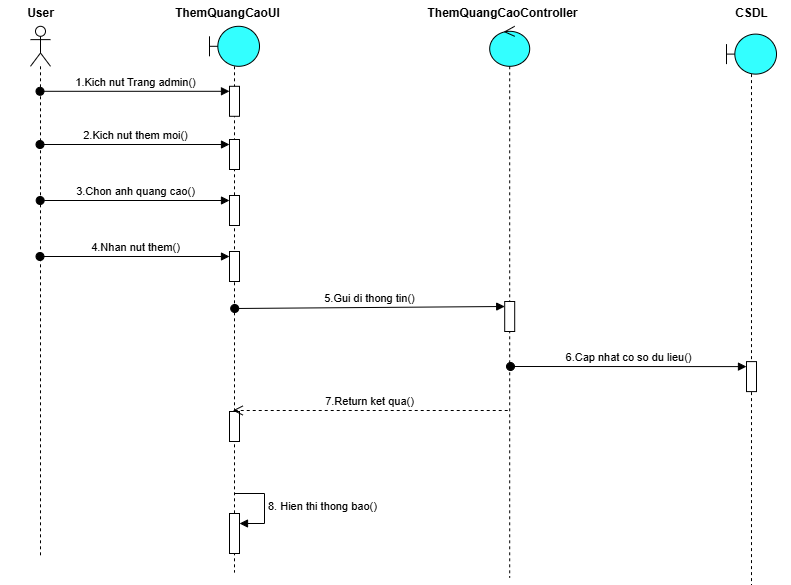 User
ThemQuangCaoUI
ThemQuangCaoController
CSDL
1.Kich nut Trang admin()
2.Kich nut them moi()
3.Chon anh quang cao()
4.Nhan nut them()
5.Gui di thong tin()
6.Cap nhat co so du lieu()
7.Return ket qua()
8. Hien thi thong bao()